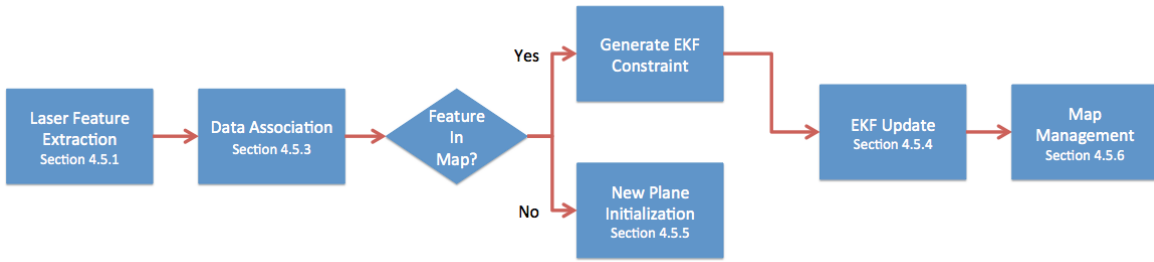 Laser Feature
Extraction
Section 4.5.1
Data Association
Section 4.5.3
Feature
In
Map?
Yes
Generate EKF
Constraint
No
New Plane
Initialization
Section 4.5.5
EKF Update
Section 4.5.4
Map
Management
Section 4.5.6